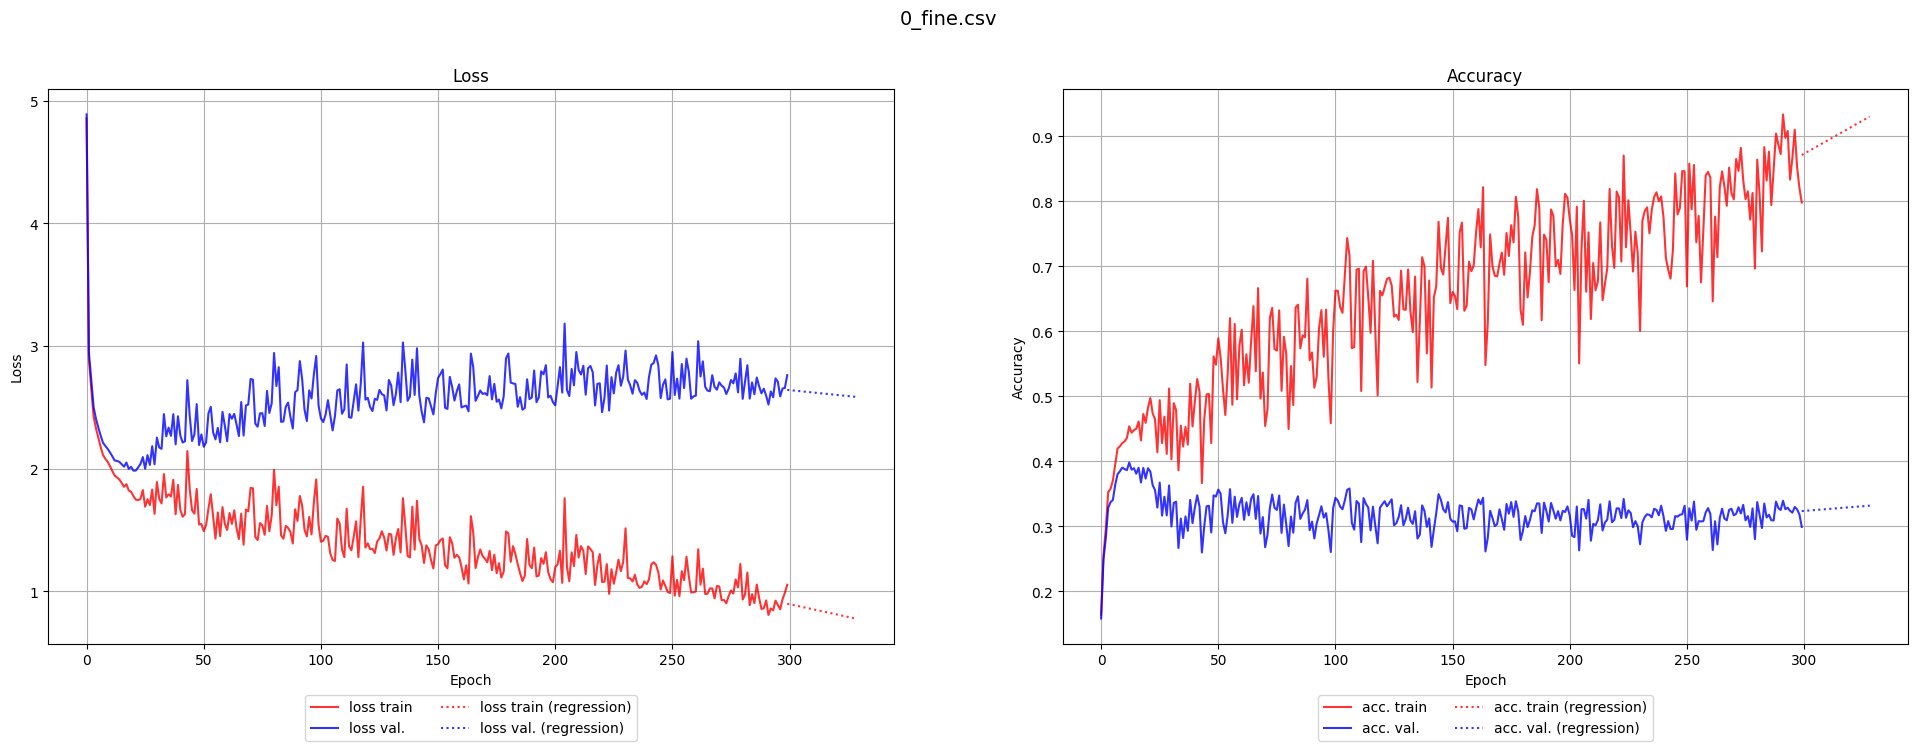 0_fine.csv
Loss
5
4
3
2
1
Loss
0 50 100 150 200 250 300
Epoch
loss train
loss val.
loss train (regression)
loss val. (regression)
Accuracy
0.9
0.8
0.7
0.6
0.5
0.4
0.3
0.2
Accuracy
0 50 100 150 200 250 300
Epoch
acc. train
acc. val.
acc. train (regression)
acc. val. (regression)